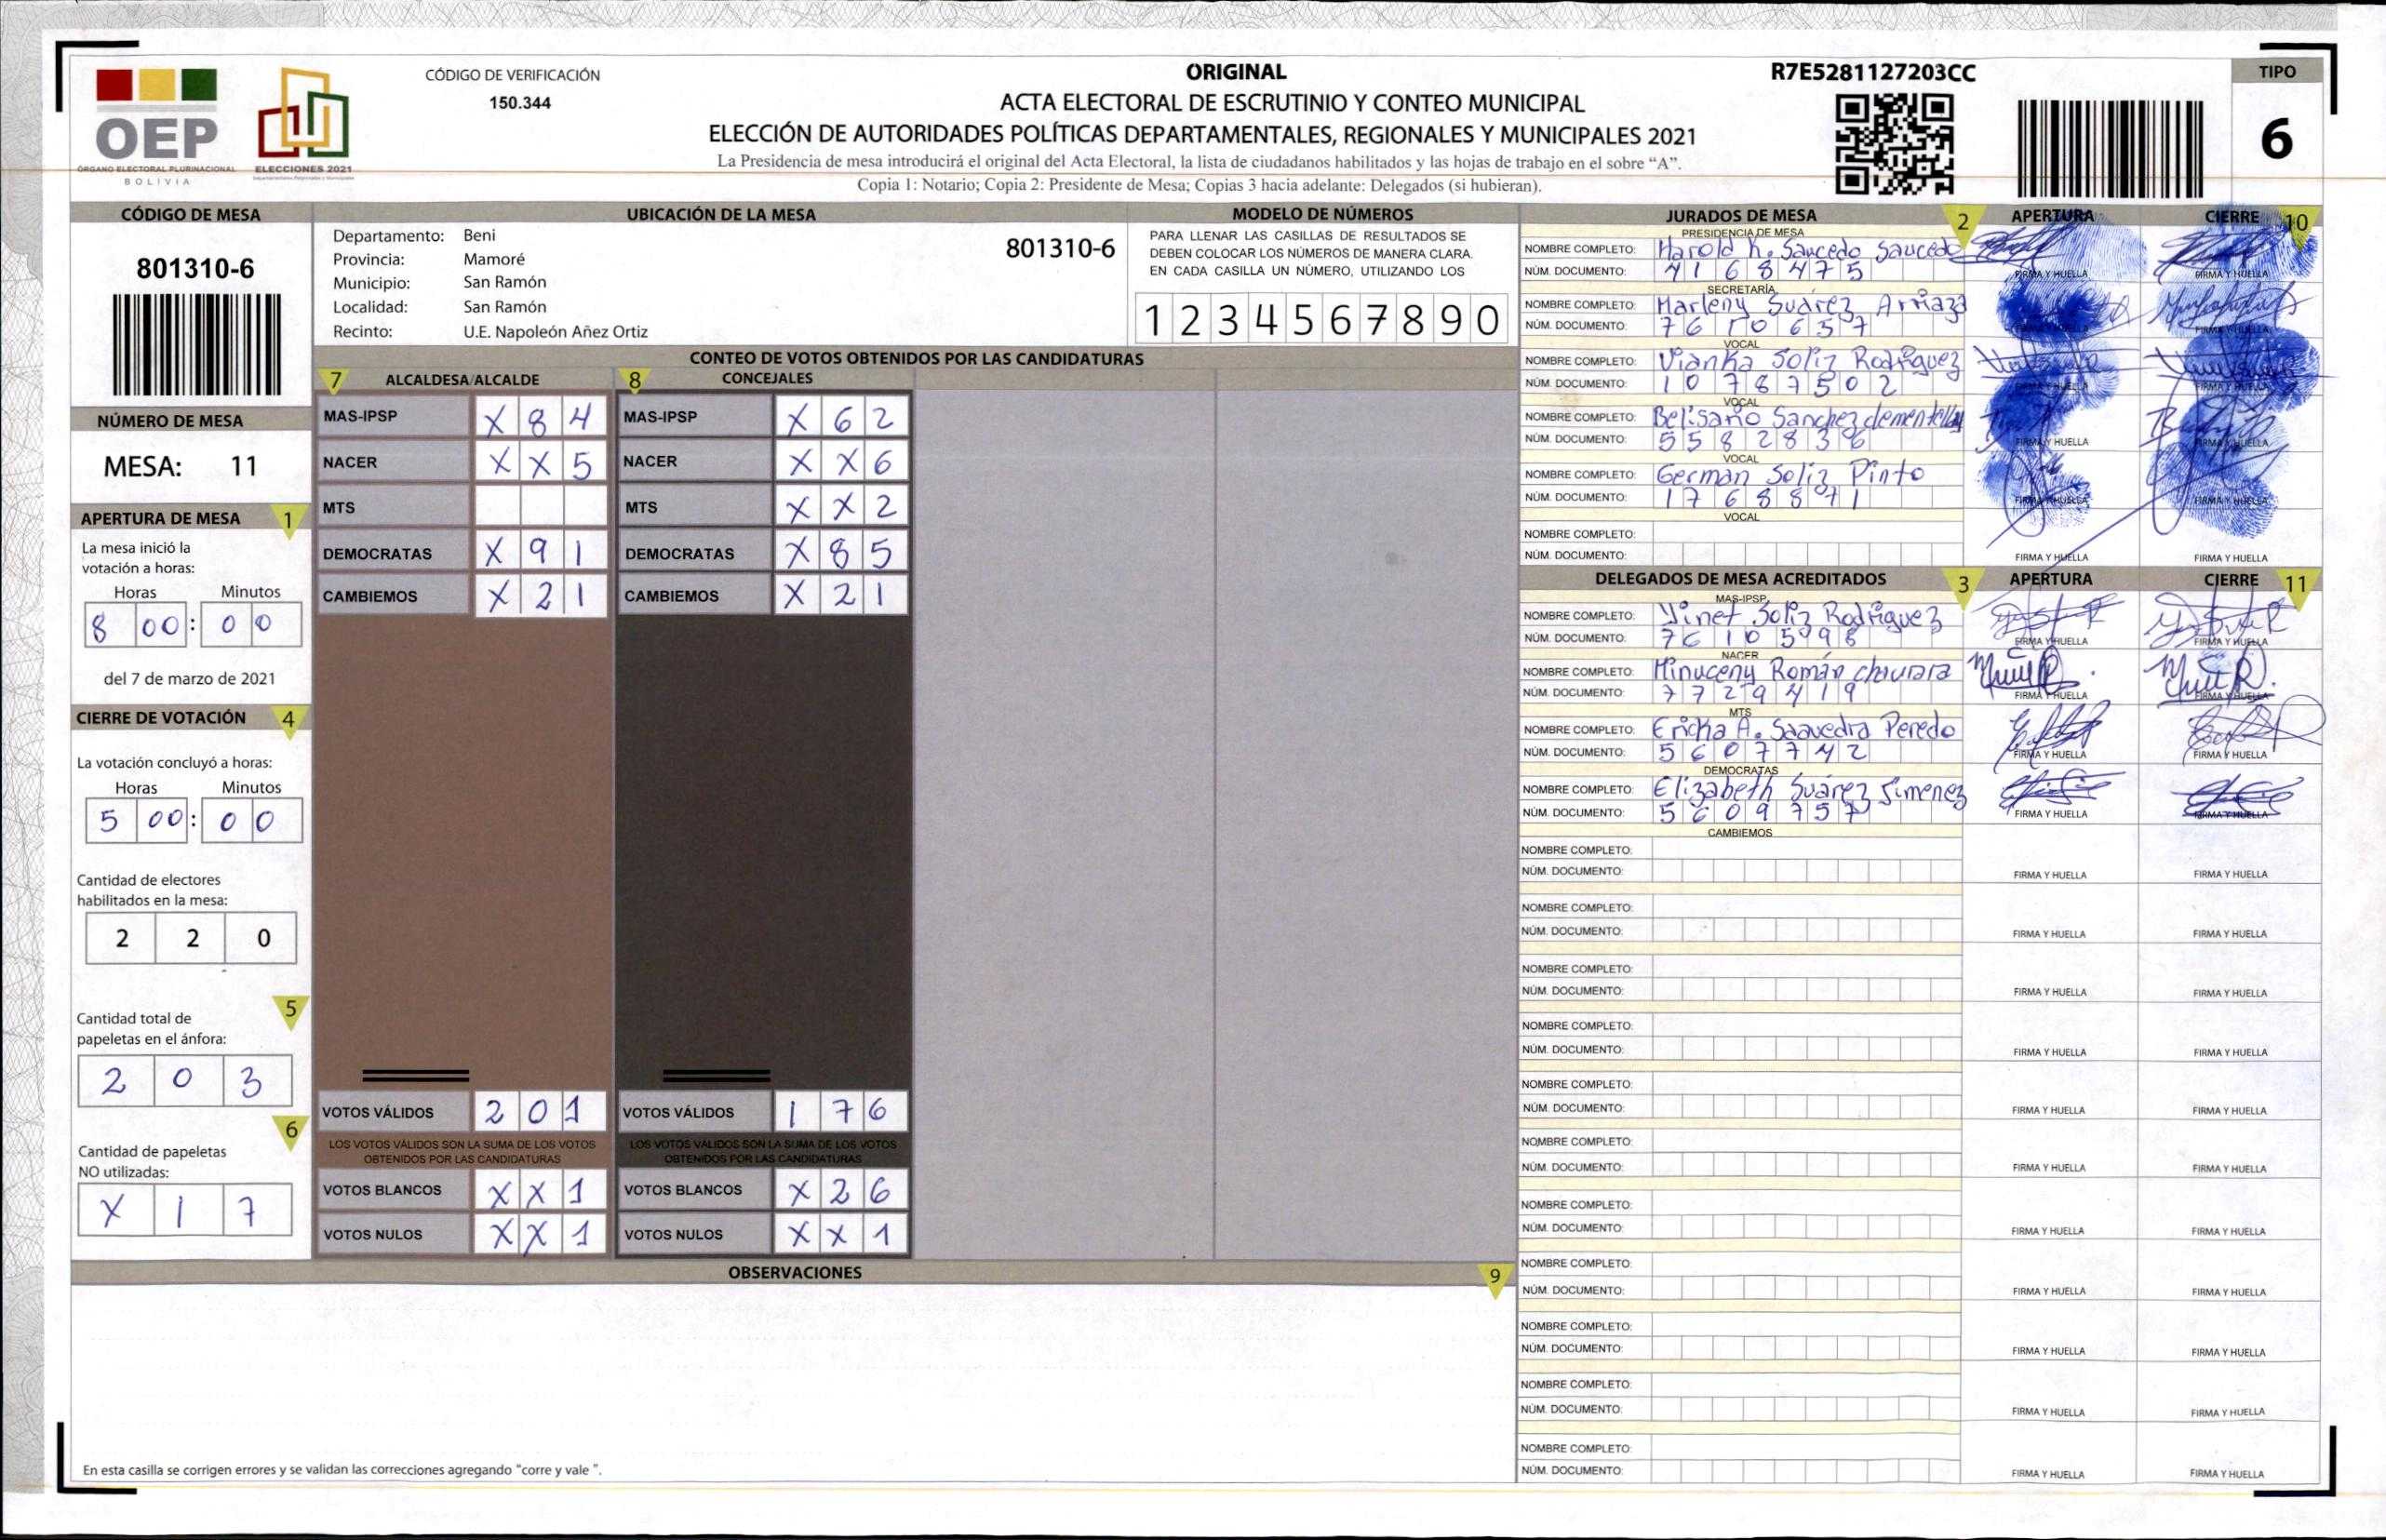 OEP
ÓRGANO ELECTORAL PLURINACIONAL
BOLIVIA
ELECCIONES 2021
CÓDIGO DE VERIFICACIÓN
150.344
ORIGINAL
ACTA ELECTORAL DE ESCRUTINIO Y CONTEO MUNICIPAL
ELECCIÓN DE AUTORIDADES POLÍTICAS DEPARTAMENTALES, REGIONALES Y MUNICIPALES 2021
La Presidencia de mesa introducirá el original del Acta Electoral, la lista de ciudadanos habilitados y las hojas de trabajo en el sobre “A”.
Copia 1: Notario; Copia 2: Presidente de Mesa; Copias 3 hacia adelante: Delegados (si hubieran).
R7E5281127203CC
TIPO
6
CÓDIGO DE MESA
801310-6
NÚMERO DE MESA
MESA: 11
APERTURA DE MESA 1
La mesa inició la
votación a horas:
Horas Minutos
8 00 : 0 0
del 7 de marzo de 2021
CIERRE DE VOTACIÓN 4
La votación concluyó a horas:
Horas Minutos
5 00 : 0 0
Cantidad de electores
habilitados en la mesa:
2 2 0
5
Cantidad total de
papeletas en el ánfora:
2 0 3
6
Cantidad de papeletas
NO utilizadas:
X 1 7
UBICACIÓN DE LA MESA
Departamento: Beni
Provincia: Mamoré
Municipio: San Ramón
Localidad: San Ramón
Recinto: U.E. Napoleón Añez Ortiz
801310-6
MODELO DE NÚMEROS
PARA LLENAR LAS CASILLAS DE RESULTADOS SE
DEBEN COLOCAR LOS NÚMEROS DE MANERA CLARA.
EN CADA CASILLA UN NÚMERO, UTILIZANDO LOS
1 2 3 4 5 6 7 8 9 0
CONTEO DE VOTOS OBTENIDOS POR LAS CANDIDATURAS
7 ALCALDESA/ALCALDE
MAS-IPSP X 8 4
NACER X X 5
MTS
DEMOCRATAS X 9 1
CAMBIEMOS X 2 1
VOTOS VÁLIDOS 2 0 1
LOS VOTOS VÁLIDOS SON LA SUMA DE LOS VOTOS
OBTENIDOS POR LAS CANDIDATURAS
VOTOS BLANCOS X X 1
VOTOS NULOS X X 1
8 CONCEJALES
MAS-IPSP X 6 2
NACER X X 6
MTS X X 2
DEMOCRATAS X 8 5
CAMBIEMOS X 2 1
VOTOS VÁLIDOS 1 7 6
LOS VOTOS VÁLIDOS SON LA SUMA DE LOS VOTOS
OBTENIDOS POR LAS CANDIDATURAS
VOTOS BLANCOS X 2 6
VOTOS NULOS X X 1
OBSERVACIONES 9
En esta casilla se corrigen errores y se validan las correcciones agregando "corre y vale ".
JURADOS DE MESA 2 APERTURA CIERRE 10
PRESIDENCIA DE MESA
NOMBRE COMPLETO: Harold K. Saucedo Saucedo
NÚM. DOCUMENTO: 4168475 FIRMA Y HUELLA FIRMA Y HUELLA
SECRETARÍA
NOMBRE COMPLETO: Marleny Suárez Arriaza
NÚM. DOCUMENTO: 7610657 FIRMA Y HUELLA FIRMA Y HUELLA
VOCAL
NOMBRE COMPLETO: Vianka Soliz Rodríguez
NÚM. DOCUMENTO: 10787502 FIRMA Y HUELLA FIRMA Y HUELLA
VOCAL
NOMBRE COMPLETO: Belisario Sanchez
NÚM. DOCUMENTO: 5582836 FIRMA Y HUELLA FIRMA Y HUELLA
VOCAL
NOMBRE COMPLETO: German Soliz Pinto
NÚM. DOCUMENTO: 1768871 FIRMA Y HUELLA FIRMA Y HUELLA
VOCAL
NOMBRE COMPLETO:
NÚM. DOCUMENTO: FIRMA Y HUELLA FIRMA Y HUELLA
DELEGADOS DE MESA ACREDITADOS 3 APERTURA CIERRE 11
MAS-IPSP
NOMBRE COMPLETO: Yinet Soliz Rodríguez
NÚM. DOCUMENTO: 7610598 FIRMA Y HUELLA FIRMA Y HUELLA
NACER
NOMBRE COMPLETO: Minuceny Román
NÚM. DOCUMENTO: 7729419 FIRMA Y HUELLA FIRMA Y HUELLA
MTS
NOMBRE COMPLETO: Ericka A. Saavedra Peredo
NÚM. DOCUMENTO: 5607742 FIRMA Y HUELLA FIRMA Y HUELLA
DEMOCRATAS
NOMBRE COMPLETO: Elizabeth Suárez Simenez
NÚM. DOCUMENTO: 5609757 FIRMA Y HUELLA FIRMA Y HUELLA
CAMBIEMOS
NOMBRE COMPLETO:
NÚM. DOCUMENTO: FIRMA Y HUELLA FIRMA Y HUELLA
NOMBRE COMPLETO:
NÚM. DOCUMENTO: FIRMA Y HUELLA FIRMA Y HUELLA
NOMBRE COMPLETO:
NÚM. DOCUMENTO: FIRMA Y HUELLA FIRMA Y HUELLA
NOMBRE COMPLETO:
NÚM. DOCUMENTO: FIRMA Y HUELLA FIRMA Y HUELLA
NOMBRE COMPLETO:
NÚM. DOCUMENTO: FIRMA Y HUELLA FIRMA Y HUELLA
NOMBRE COMPLETO:
NÚM. DOCUMENTO: FIRMA Y HUELLA FIRMA Y HUELLA
NOMBRE COMPLETO:
NÚM. DOCUMENTO: FIRMA Y HUELLA FIRMA Y HUELLA
NOMBRE COMPLETO:
NÚM. DOCUMENTO: FIRMA Y HUELLA FIRMA Y HUELLA
NOMBRE COMPLETO:
NÚM. DOCUMENTO: FIRMA Y HUELLA FIRMA Y HUELLA
NOMBRE COMPLETO:
NÚM. DOCUMENTO: FIRMA Y HUELLA FIRMA Y HUELLA
NOMBRE COMPLETO:
NÚM. DOCUMENTO: FIRMA Y HUELLA FIRMA Y HUELLA